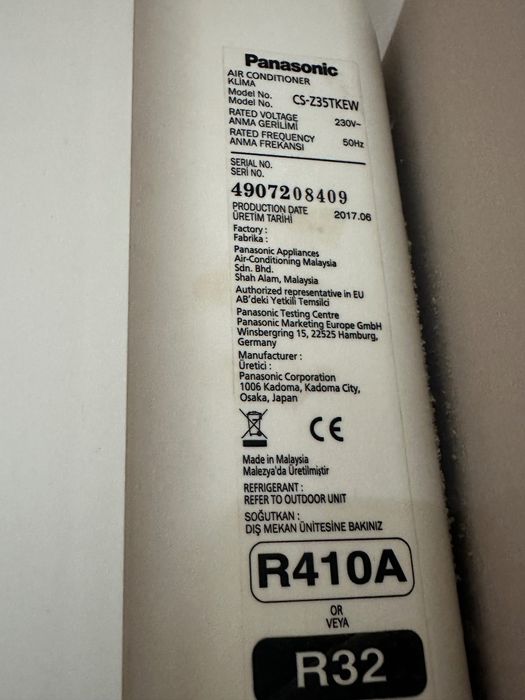 Panasonic
AIR CONDITIONER
KLİMA
Model No.
Model No. CS-Z35TKEW
RATED VOLTAGE
ANMA GERİLİMİ 230V~
RATED FREQUENCY
ANMA FREKANSI 50Hz
SERIAL NO.
SERİ NO.
4907208409
PRODUCTION DATE
ÜRETİM TARİHİ 2017.06
Factory :
Fabrika :
Panasonic Appliances
Air-Conditioning Malaysia
Sdn. Bhd.
Shah Alam, Malaysia
Authorized representative in EU
AB'deki Yetkili Temsilci
Panasonic Testing Centre
Panasonic Marketing Europe GmbH
Winsbergring 15, 22525 Hamburg,
Germany
Manufacturer :
Üretici :
Panasonic Corporation
1006 Kadoma, Kadoma City,
Osaka, Japan
CE
Made in Malaysia
Malezya'da Üretilmiştir
REFRIGERANT :
REFER TO OUTDOOR UNIT
SOĞUTKAN :
DIŞ MEKAN ÜNİTESİNE BAKINIZ
R410A
OR
VEYA
R32